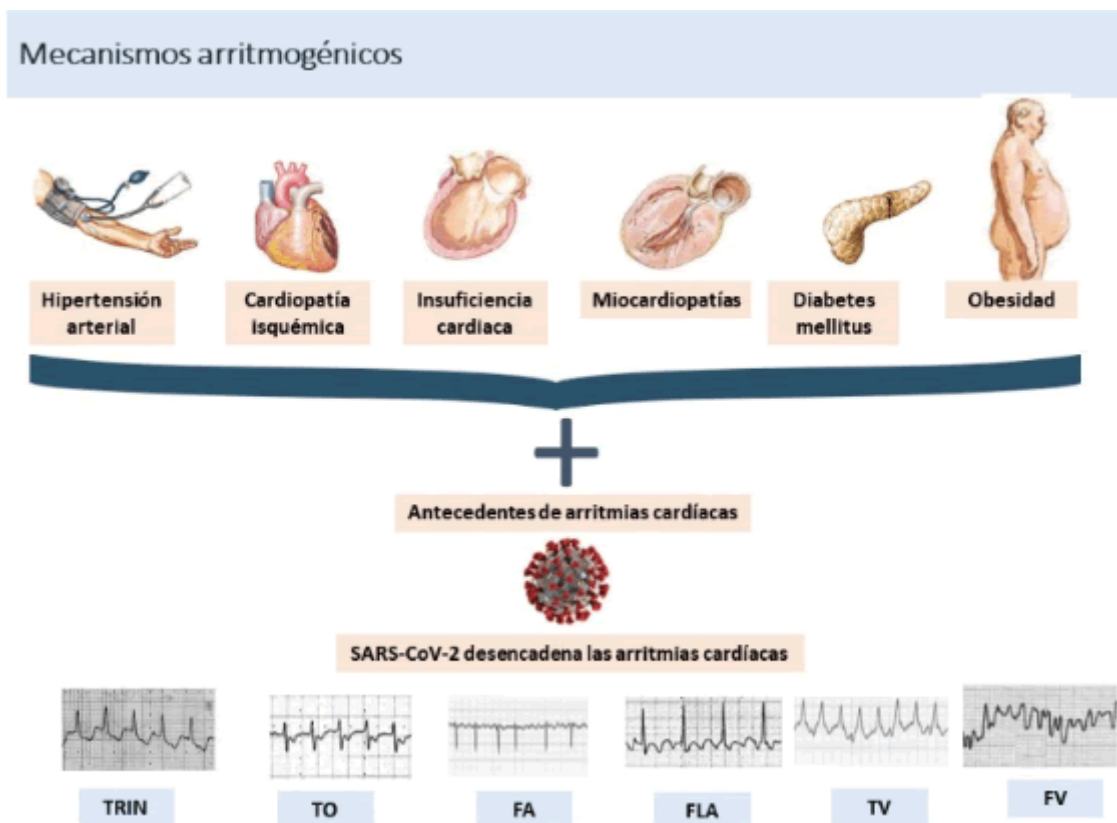 Mecanismos arritmogénicos
Hipertensión
arterial
Cardiopatía
isquémica
Insuficiencia
cardiaca
Miocardiopatías
Diabetes
mellitus
Obesidad
Antecedentes de arritmias cardíacas
SARS-CoV-2 desencadena las arritmias cardíacas
TRIN
TO
FA
FLA
TV
FV